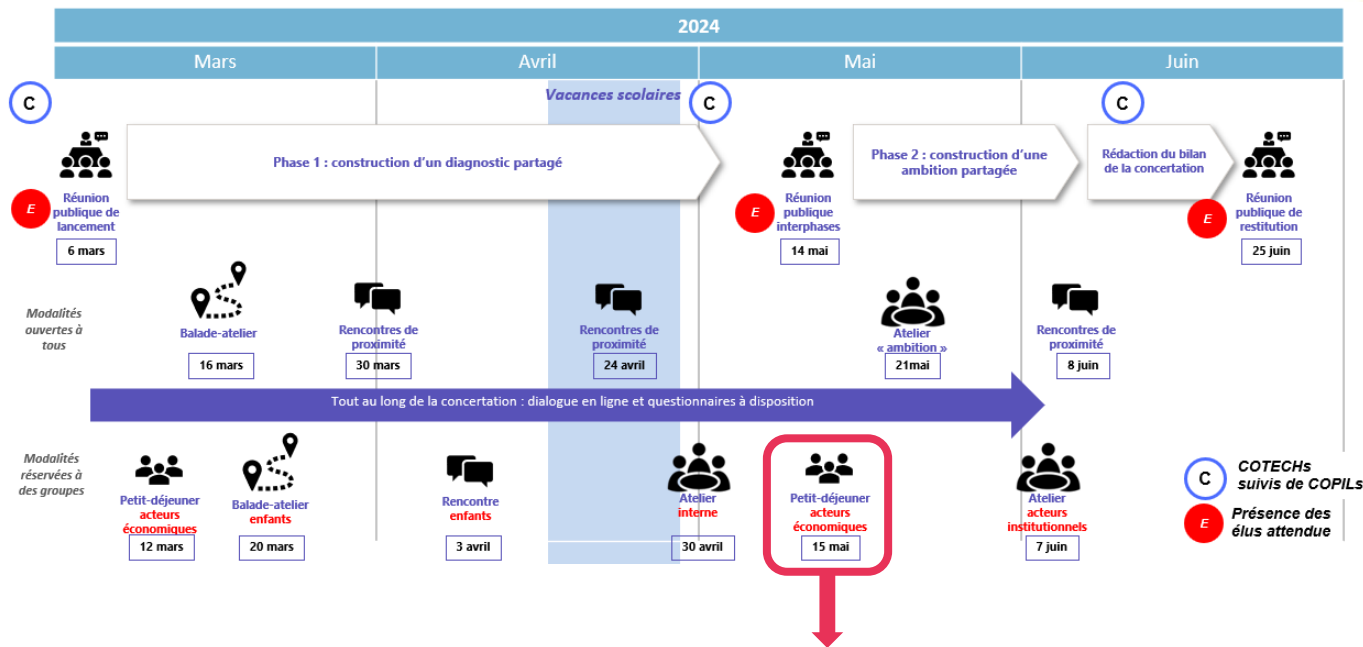 2024
Mars
Avril
Mai
Juin
C
Vacances scolaires
C
C
Phase 1 : construction d'un diagnostic partagé
Phase 2 : construction d'une
ambition partagée
Rédaction du bilan
de la concertation
E
Réunion
publique de
lancement
6 mars
E
Réunion
publique
interphases
14 mai
E
Réunion
publique de
restitution
25 juin
Modalités
ouvertes à
tous
Balade-atelier
16 mars
Rencontres de
proximité
30 mars
Rencontres de
proximité
24 avril
Atelier
« ambition »
21mai
Rencontres de
proximité
8 juin
Tout au long de la concertation : dialogue en ligne et questionnaires à disposition
Modalités
réservées à
des groupes
Petit-déjeuner
acteurs
économiques
12 mars
Balade-atelier
enfants
20 mars
Rencontre
enfants
3 avril
Atelier
interne
30 avril
Petit-déjeuner
acteurs
économiques
15 mai
Atelier
acteurs
institutionnels
7 juin
C
COTECHs
suivis de COPILs
E
Présence des
élus attendue